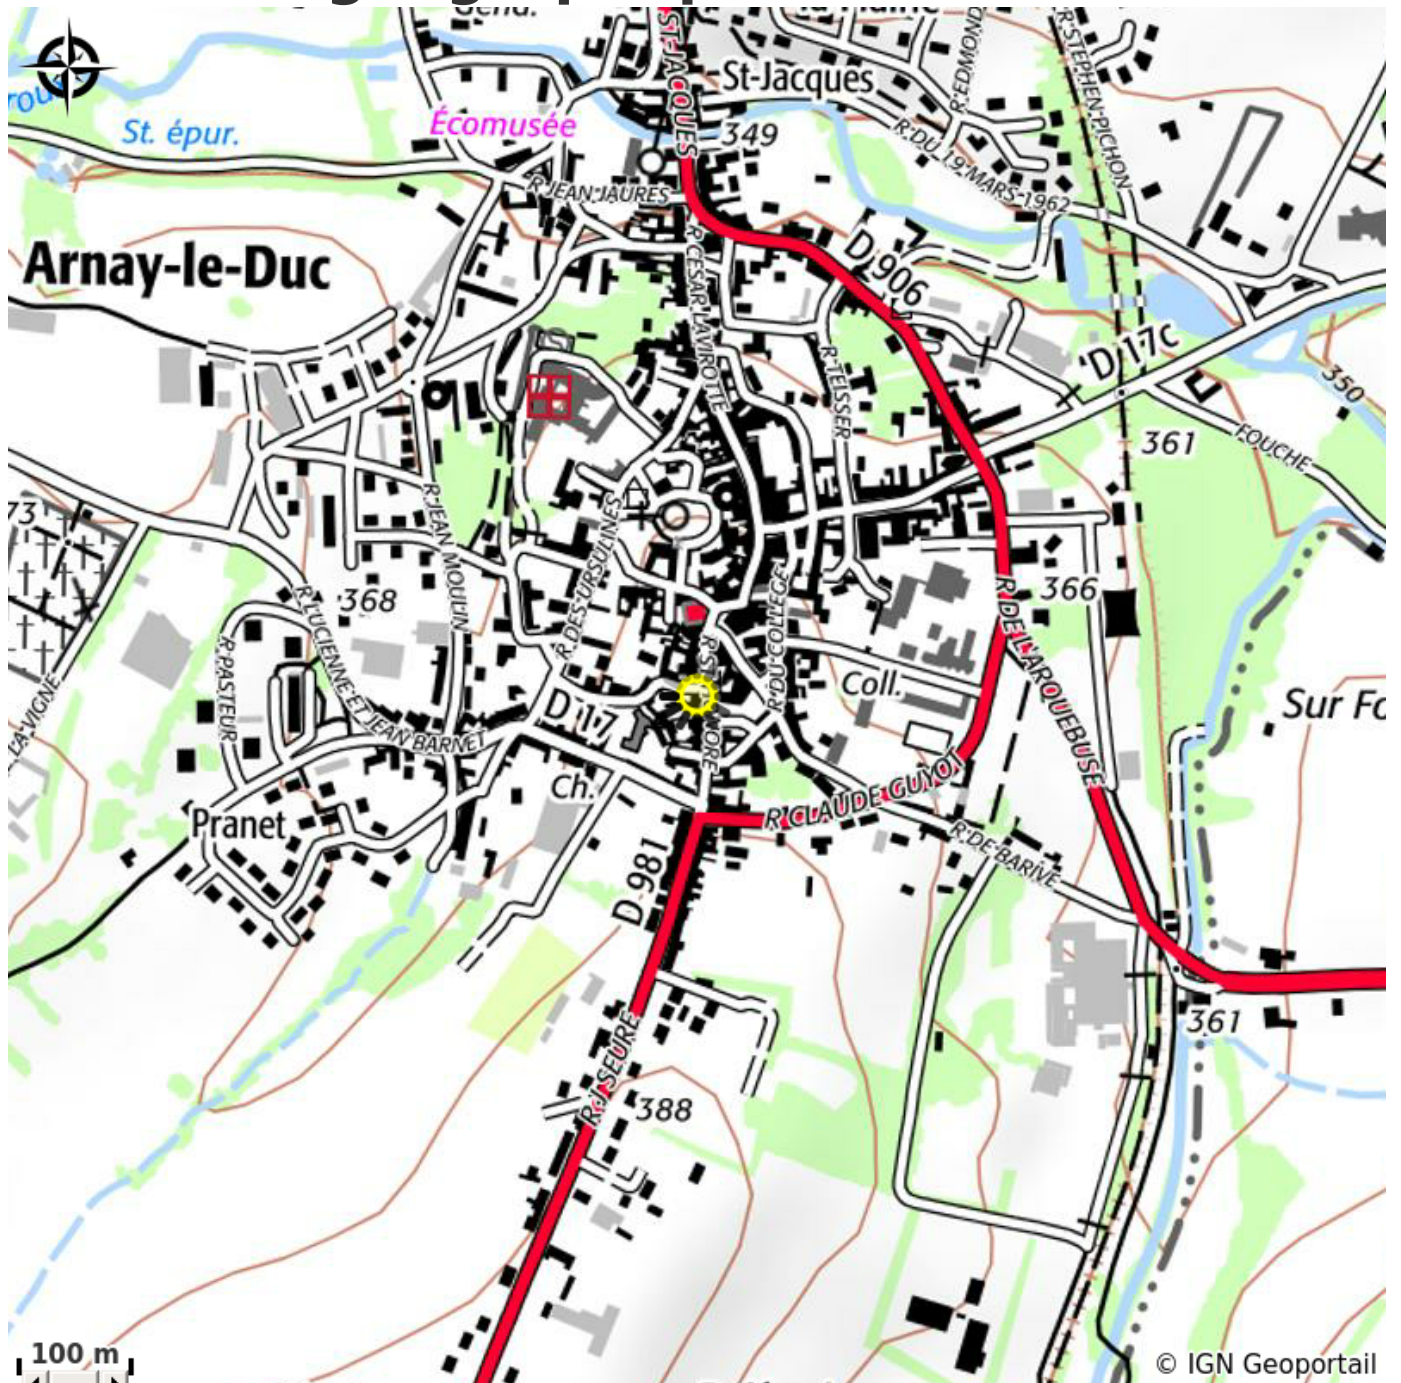 St-Jacques
ST-JACQUES
R EDMOND
R STEPHEN PICHON
St. épur.
Écomusée
349
R DU 19 MARS 1962
R JEAN JAURES
Arnay-le-Duc
D 906
R CESAR LAVIROTTE
D 17c
R TEISSER
350
361
FOUCHE
73
R JEAN MOULIN
R DES URSULINES
368
366
R LUCIENNE ET JEAN BARNET
R PASTEUR
R DU COLLEGE
R DE L'ARQUEBUSE
Coll.
LA VIGNE
D 17
Sur Fo
Ch.
Pranet
R CLAUDE GUYOT
R DE BARIVE
D 981
361
R J SEURE
388
100 m
© IGN Geoportail